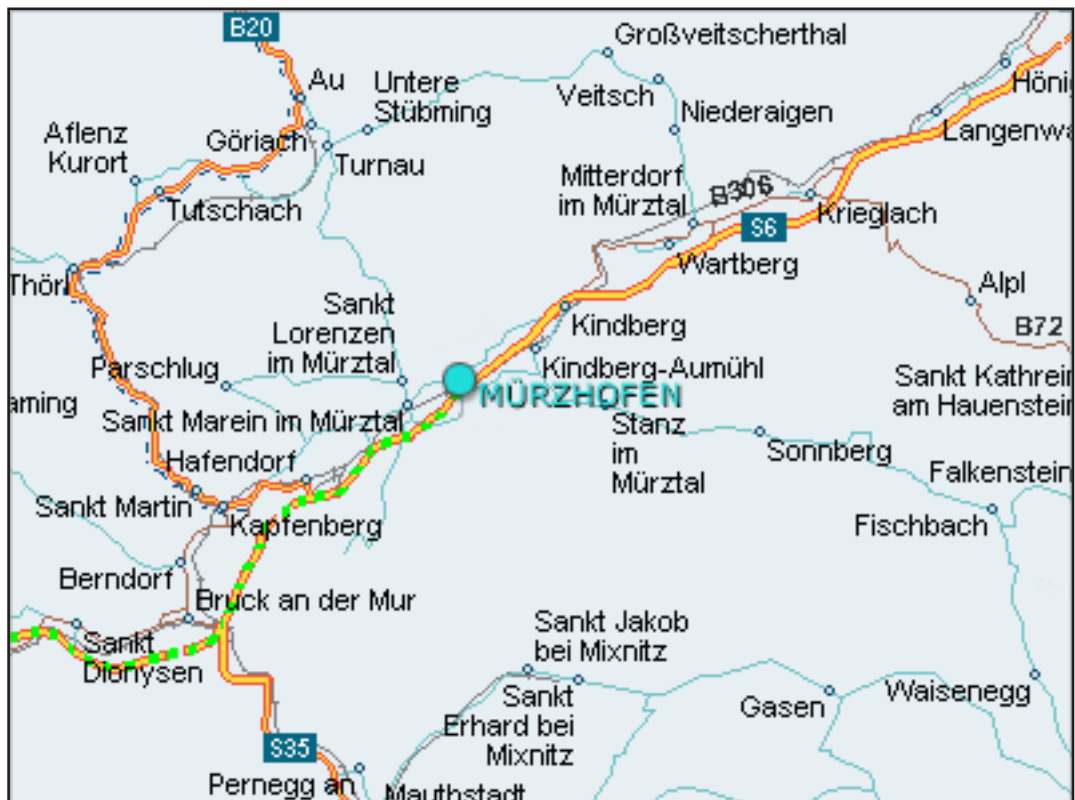 B20
Großveitscherthal
Au
Untere
Stübming
Veitsch
Niederaigen
Aflenz
Kurort
Göriach
Turnau
Langenwa
Mitterdorf
im Mürztal
B306
Tutschach
Krieglach
S6
Wartberg
Thörl
Alpl
Sankt
Lorenzen
im Mürztal
Kindberg
B72
Parschlug
Kindberg-Aumühl
Sankt Kathrein
am Hauenstein
MÜRZHOFEN
aming
Sankt Marein im Mürztal
Stanz
im
Mürztal
Sonnberg
Hafendorf
Falkenstein
Sankt Martin
Kapfenberg
Fischbach
Berndorf
Bruck an der Mur
Sankt
Dionysen
Sankt Jakob
bei Mixnitz
Sankt
Erhard bei
Mixnitz
Gasen
Waisenegg
S35
Pernegg an
Mauthstadt